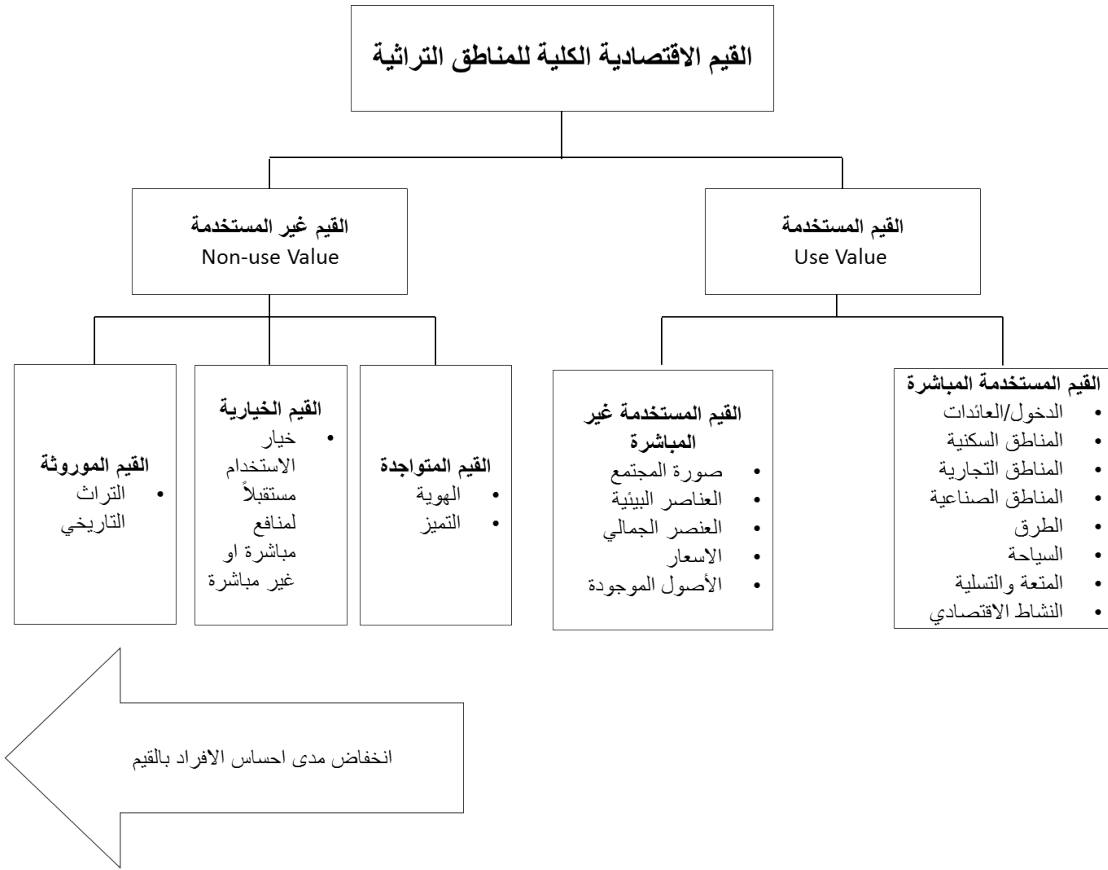 القيم الاقتصادية الكلية للمناطق التراثية
القيم المستخدمة
Use Value
القيم غير المستخدمة
Non-use Value
القيم المستخدمة المباشرة
• الدخول/العائدات
• المناطق السكنية
• المناطق التجارية
• المناطق الصناعية
• الطرق
• السياحة
• المتعة والتسلية
• النشاط الاقتصادي
القيم المستخدمة غير
المباشرة
• صورة المجتمع
• العناصر البيئية
• العنصر الجمالي
• الاسعار
• الأصول الموجودة
القيم المتواجدة
• الهوية
• التميز
القيم الخيارية
• خيار
الاستخدام
مستقبلاً
لمنافع
مباشرة او
غير مباشرة
القيم الموروثة
• التراث
التاريخي
انخفاض مدى احساس الافراد بالقيم